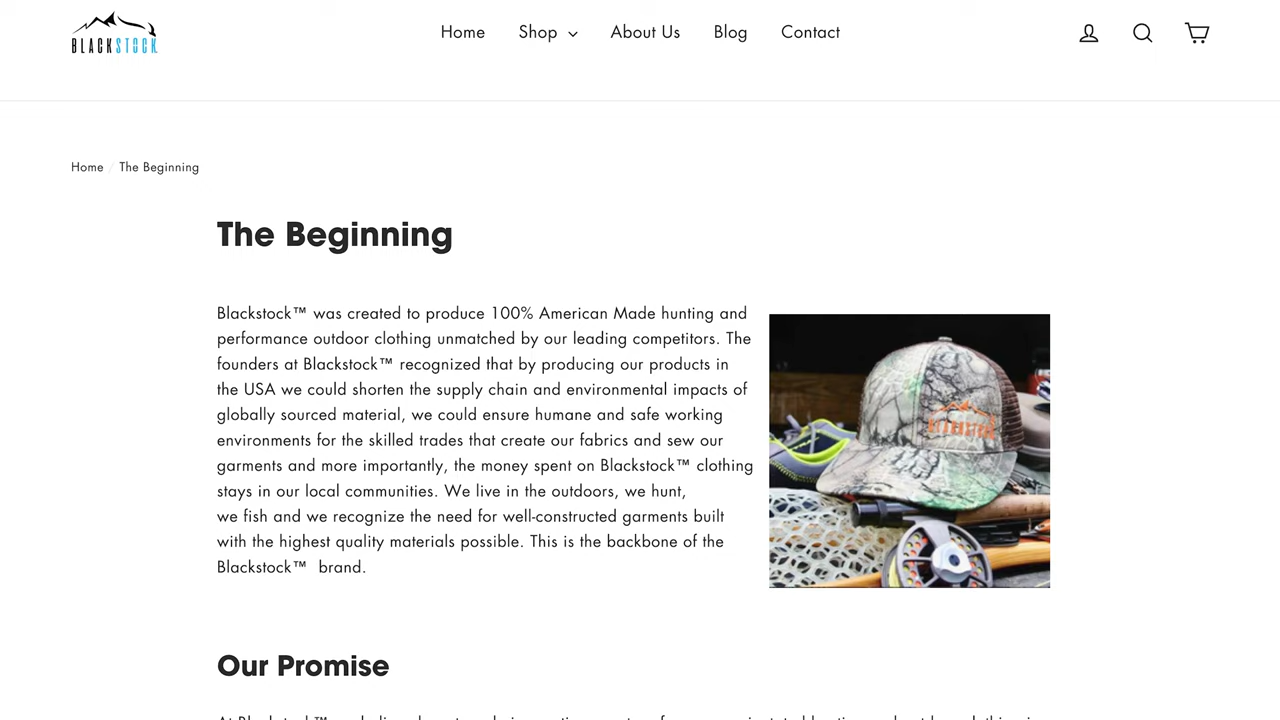 BLACKSTOCK
Home Shop About Us Blog Contact
Home / The Beginning
The Beginning
Blackstock™ was created to produce 100% American Made hunting and
performance outdoor clothing unmatched by our leading competitors. The
founders at Blackstock™ recognized that by producing our products in
the USA we could shorten the supply chain and environmental impacts of
globally sourced material, we could ensure humane and safe working
environments for the skilled trades that create our fabrics and sew our
garments and more importantly, the money spent on Blackstock™ clothing
stays in our local communities. We live in the outdoors, we hunt,
we fish and we recognize the need for well-constructed garments built
with the highest quality materials possible. This is the backbone of the
Blackstock™ brand.
BLACKSTOCK
Our Promise